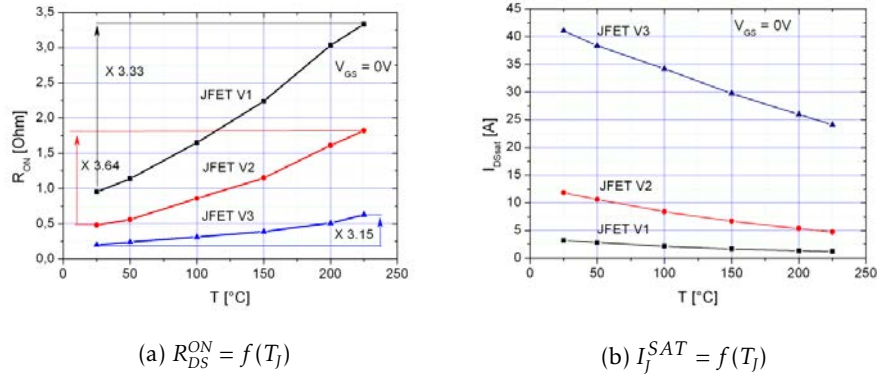 3,5
3,0
2,5
2,0
1,5
1,0
0,5
0,0
R_ON [Ohm]
X 3.33
JFET V1
V_GS = 0V
X 3.64
JFET V2
JFET V3
X 3.15
0 50 100 150 200 250
T [°C]
(a) R_DS^ON = f(T_J)
45
40
35
30
25
20
15
10
5
0
I_DSsat [A]
JFET V3
V_GS = 0V
JFET V2
JFET V1
0 50 100 150 200 250
T [°C]
(b) I_J^SAT = f(T_J)